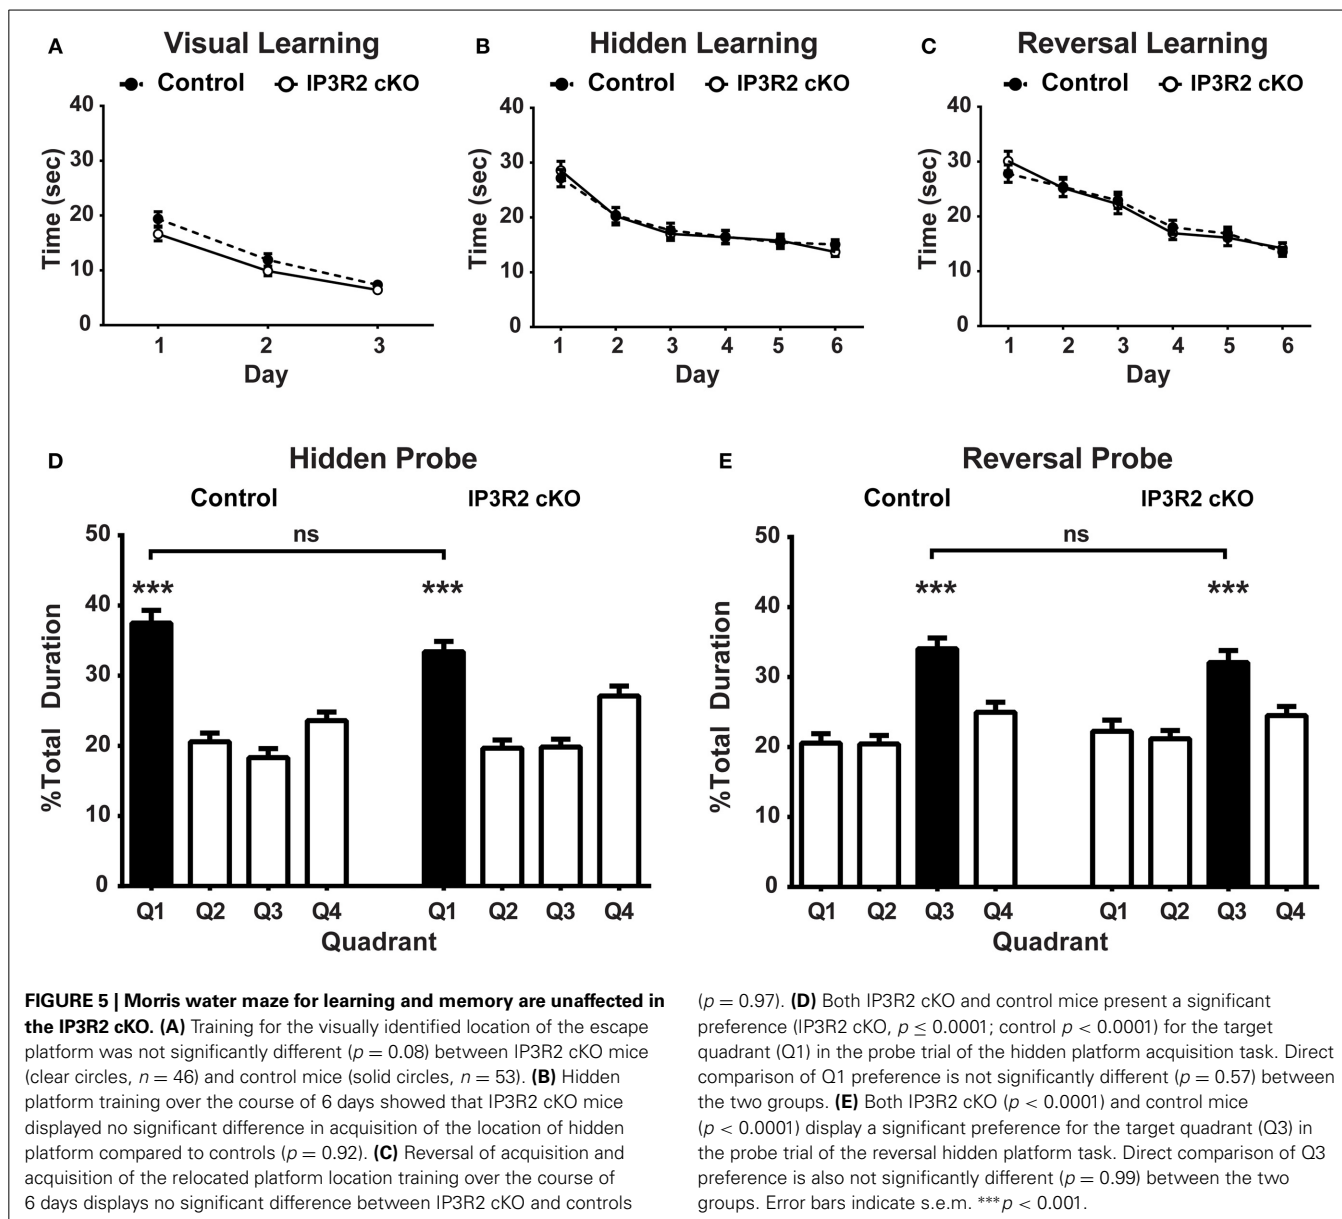 A Visual Learning
Control IP3R2 cKO
40
30
20
10
0
Time (sec)
1 2 3
Day
B Hidden Learning
Control IP3R2 cKO
40
30
20
10
0
Time (sec)
1 2 3 4 5 6
Day
C Reversal Learning
Control IP3R2 cKO
40
30
20
10
0
Time (sec)
1 2 3 4 5 6
Day
D Hidden Probe
Control IP3R2 cKO
ns
*** ***
50
40
30
20
10
0
%Total Duration
Q1 Q2 Q3 Q4 Q1 Q2 Q3 Q4
Quadrant
E Reversal Probe
Control IP3R2 cKO
ns
*** ***
50
40
30
20
10
0
%Total Duration
Q1 Q2 Q3 Q4 Q1 Q2 Q3 Q4
Quadrant
FIGURE 5 | Morris water maze for learning and memory are unaffected in
the IP3R2 cKO. (A) Training for the visually identified location of the escape
platform was not significantly different (p = 0.08) between IP3R2 cKO mice
(clear circles, n = 46) and control mice (solid circles, n = 53). (B) Hidden
platform training over the course of 6 days showed that IP3R2 cKO mice
displayed no significant difference in acquisition of the location of hidden
platform compared to controls (p = 0.92). (C) Reversal of acquisition and
acquisition of the relocated platform location training over the course of
6 days displays no significant difference between IP3R2 cKO and controls
(p = 0.97). (D) Both IP3R2 cKO and control mice present a significant
preference (IP3R2 cKO, p ≤ 0.0001; control p < 0.0001) for the target
quadrant (Q1) in the probe trial of the hidden platform acquisition task. Direct
comparison of Q1 preference is not significantly different (p = 0.57) between
the two groups. (E) Both IP3R2 cKO (p < 0.0001) and control mice
(p < 0.0001) display a significant preference for the target quadrant (Q3) in
the probe trial of the reversal hidden platform task. Direct comparison of Q3
preference is also not significantly different (p = 0.99) between the two
groups. Error bars indicate s.e.m. ***p < 0.001.